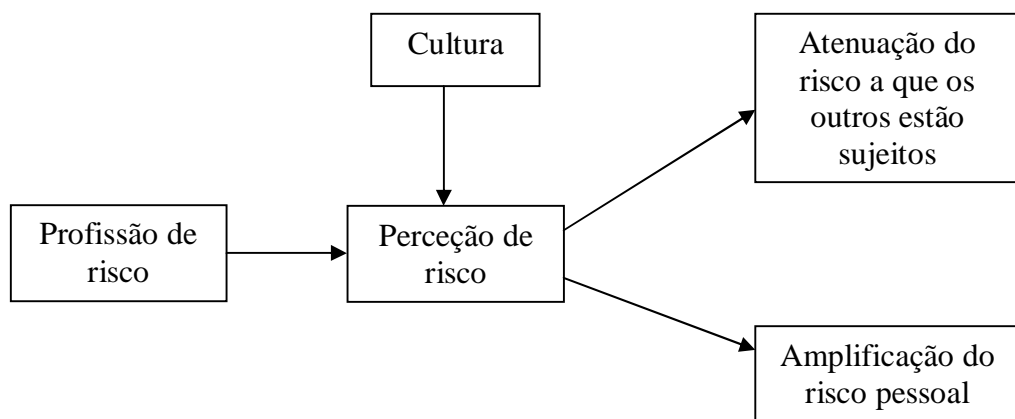 Cultura
Atenuação do
risco a que os
outros estão
sujeitos
Profissão de
risco
Perceção de
risco
Amplificação do
risco pessoal